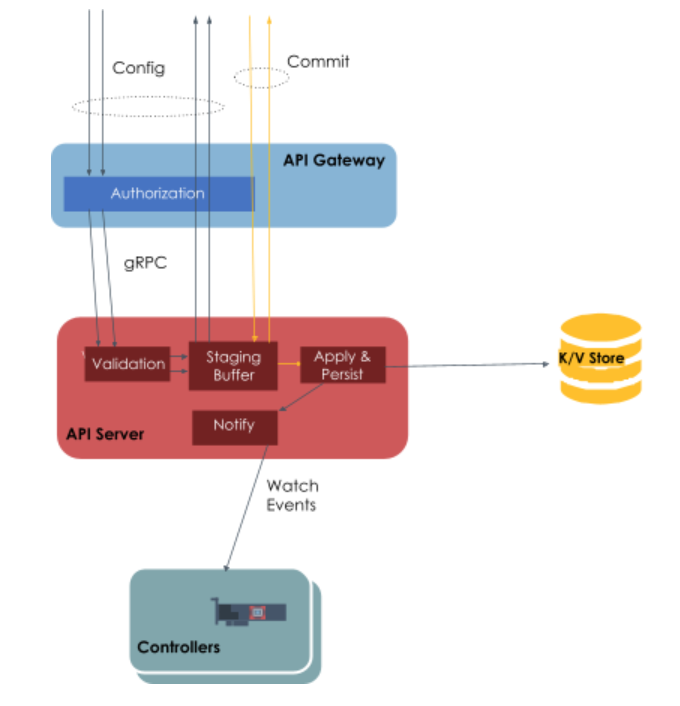 Config
Commit
API Gateway
Authorization
gRPC
Validation
Staging
Buffer
Apply &
Persist
K/V Store
Notify
API Server
Watch
Events
Controllers